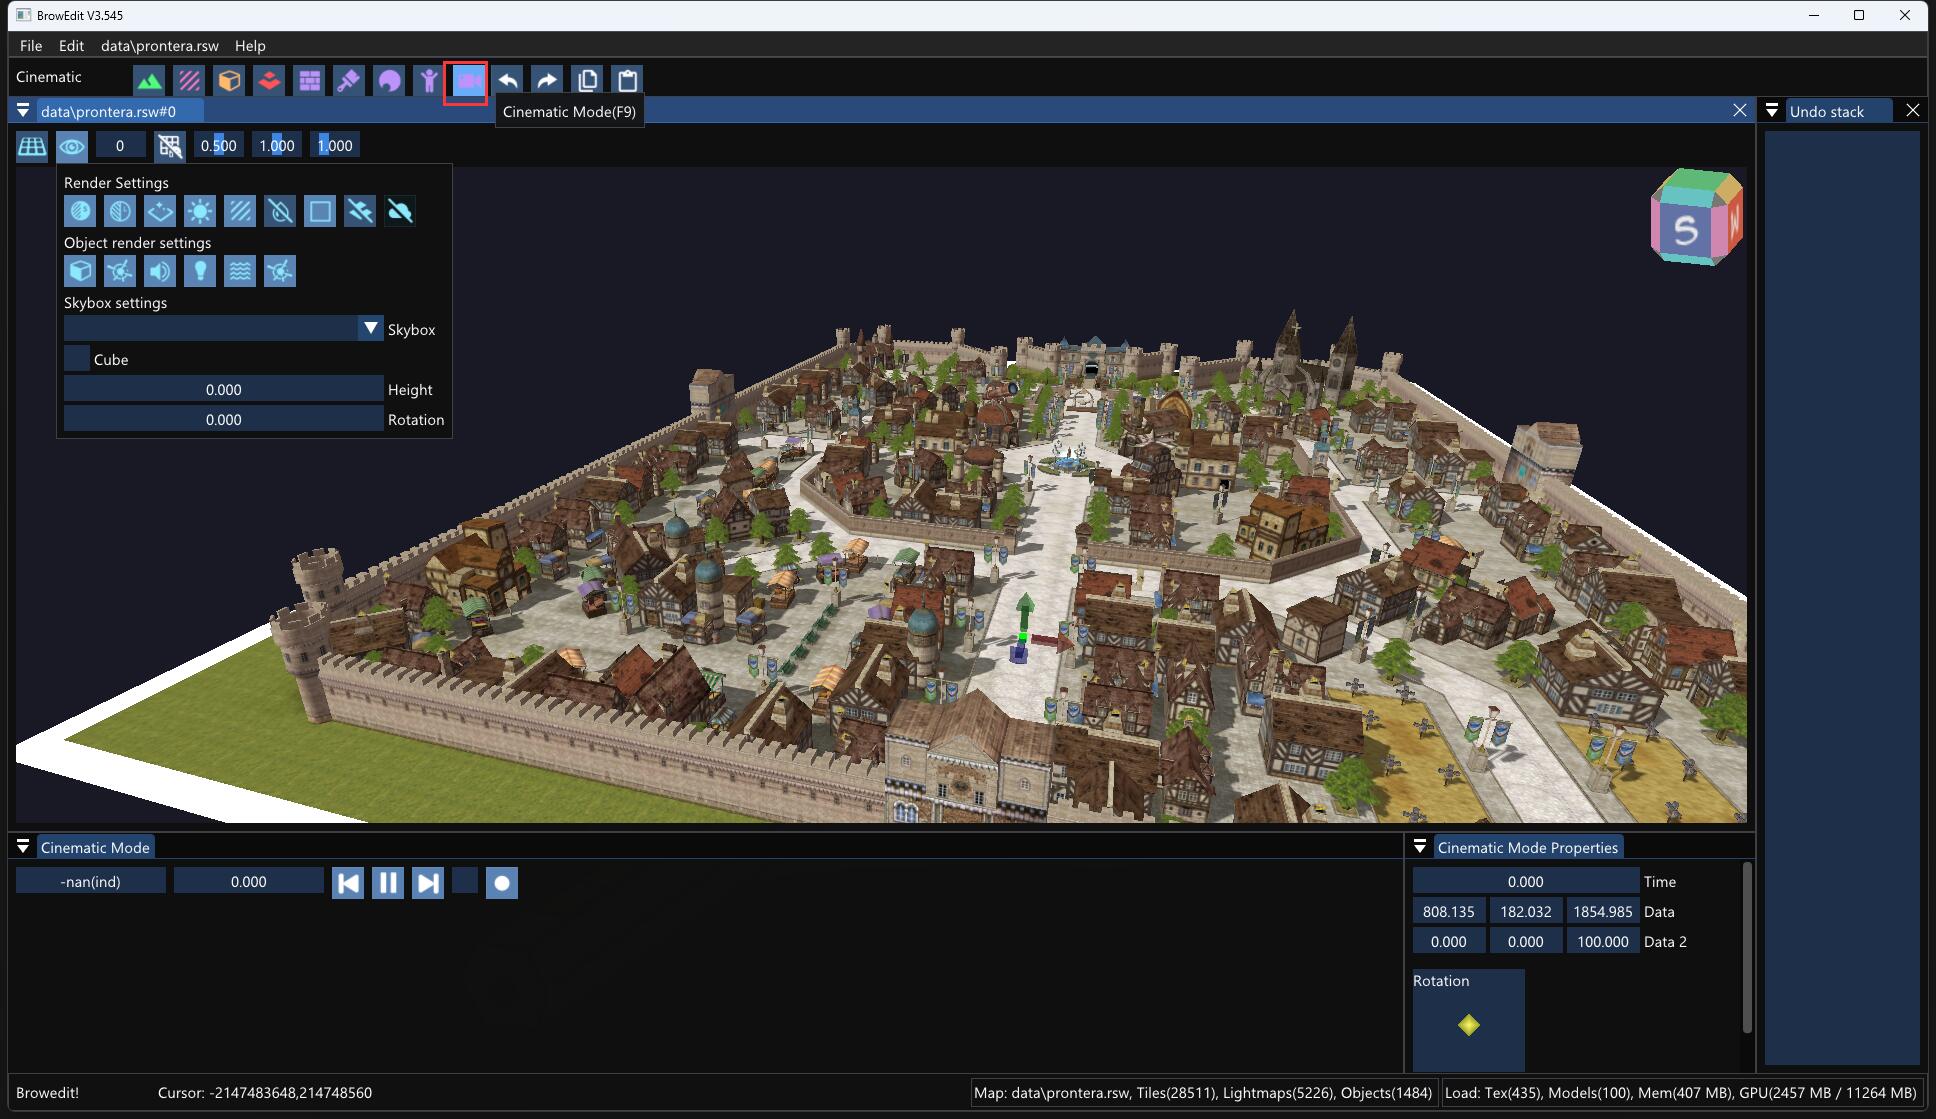 BrowEdit V3.545
File Edit data\prontera.rsw Help
Cinematic
data\prontera.rsw#0
Cinematic Mode(F9)
Undo stack
0 0.500 1.000 1.000
Render Settings
Object render settings
Skybox settings
Skybox
Cube
0.000 Height
0.000 Rotation
S W
Cinematic Mode
-nan(ind) 0.000
Cinematic Mode Properties
0.000 Time
808.135 182.032 1854.985 Data
0.000 0.000 100.000 Data 2
Rotation
Browedit! Cursor: -2147483648,214748560 Map: data\prontera.rsw, Tiles(28511), Lightmaps(5226), Objects(1484) Load: Tex(435), Models(100), Mem(407 MB), GPU(2457 MB / 11264 MB)